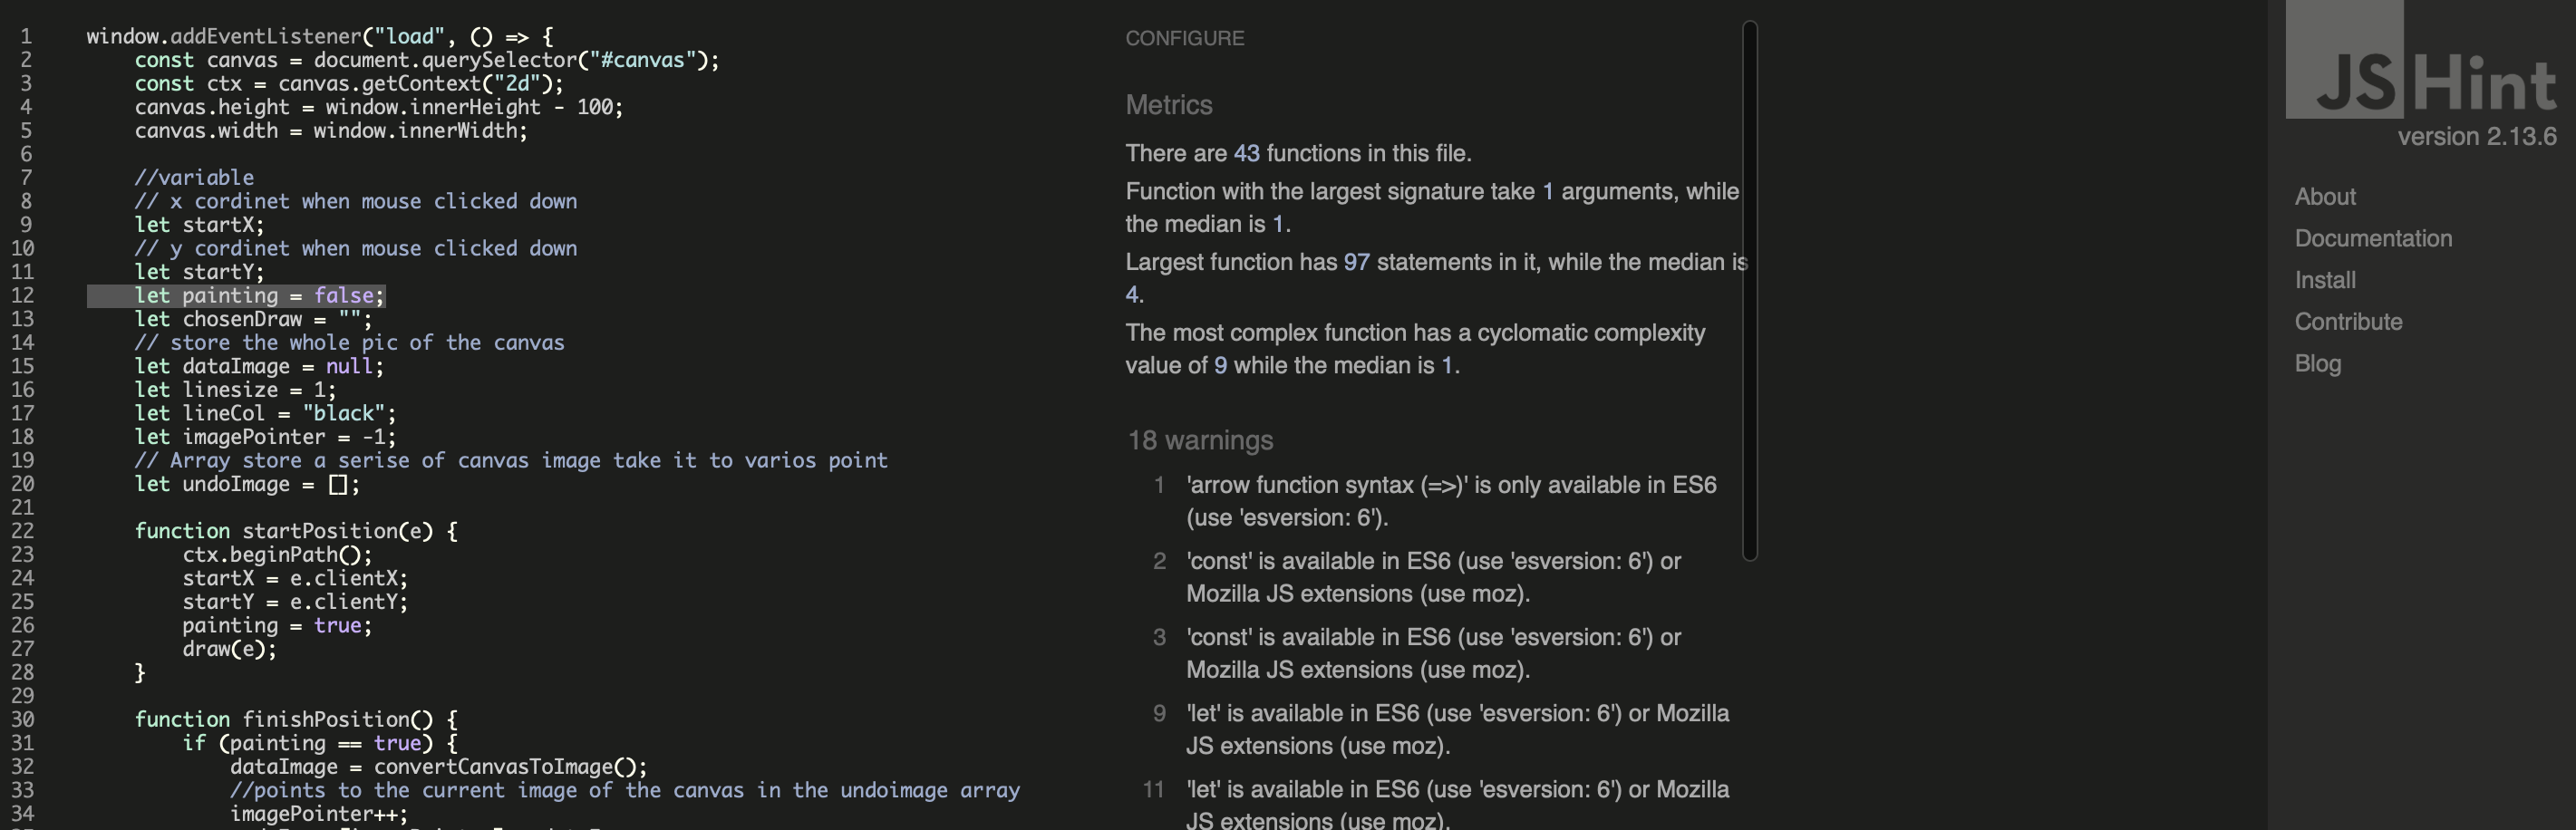 1 window.addEventListener("load", () => {
2 const canvas = document.querySelector("#canvas");
3 const ctx = canvas.getContext("2d");
4 canvas.height = window.innerHeight - 100;
5 canvas.width = window.innerWidth;
6
7 //variable
8 // x cordinet when mouse clicked down
9 let startX;
10 // y cordinet when mouse clicked down
11 let startY;
12 let painting = false;
13 let chosenDraw = "";
14 // store the whole pic of the canvas
15 let dataImage = null;
16 let linesize = 1;
17 let lineCol = "black";
18 let imagePointer = -1;
19 // Array store a serise of canvas image take it to varios point
20 let undoImage = [];
21
22 function startPosition(e) {
23 ctx.beginPath();
24 startX = e.clientX;
25 startY = e.clientY;
26 painting = true;
27 draw(e);
28 }
29
30 function finishPosition() {
31 if (painting == true) {
32 dataImage = convertCanvasToImage();
33 //points to the current image of the canvas in the undoimage array
34 imagePointer++;
CONFIGURE
Metrics
There are 43 functions in this file.
Function with the largest signature take 1 arguments, while
the median is 1.
Largest function has 97 statements in it, while the median is
4.
The most complex function has a cyclomatic complexity
value of 9 while the median is 1.
18 warnings
1 'arrow function syntax (=>)' is only available in ES6
(use 'esversion: 6').
2 'const' is available in ES6 (use 'esversion: 6') or
Mozilla JS extensions (use moz).
3 'const' is available in ES6 (use 'esversion: 6') or
Mozilla JS extensions (use moz).
9 'let' is available in ES6 (use 'esversion: 6') or Mozilla
JS extensions (use moz).
11 'let' is available in ES6 (use 'esversion: 6') or Mozilla
JS extensions (use moz).
JSHint
version 2.13.6
About
Documentation
Install
Contribute
Blog